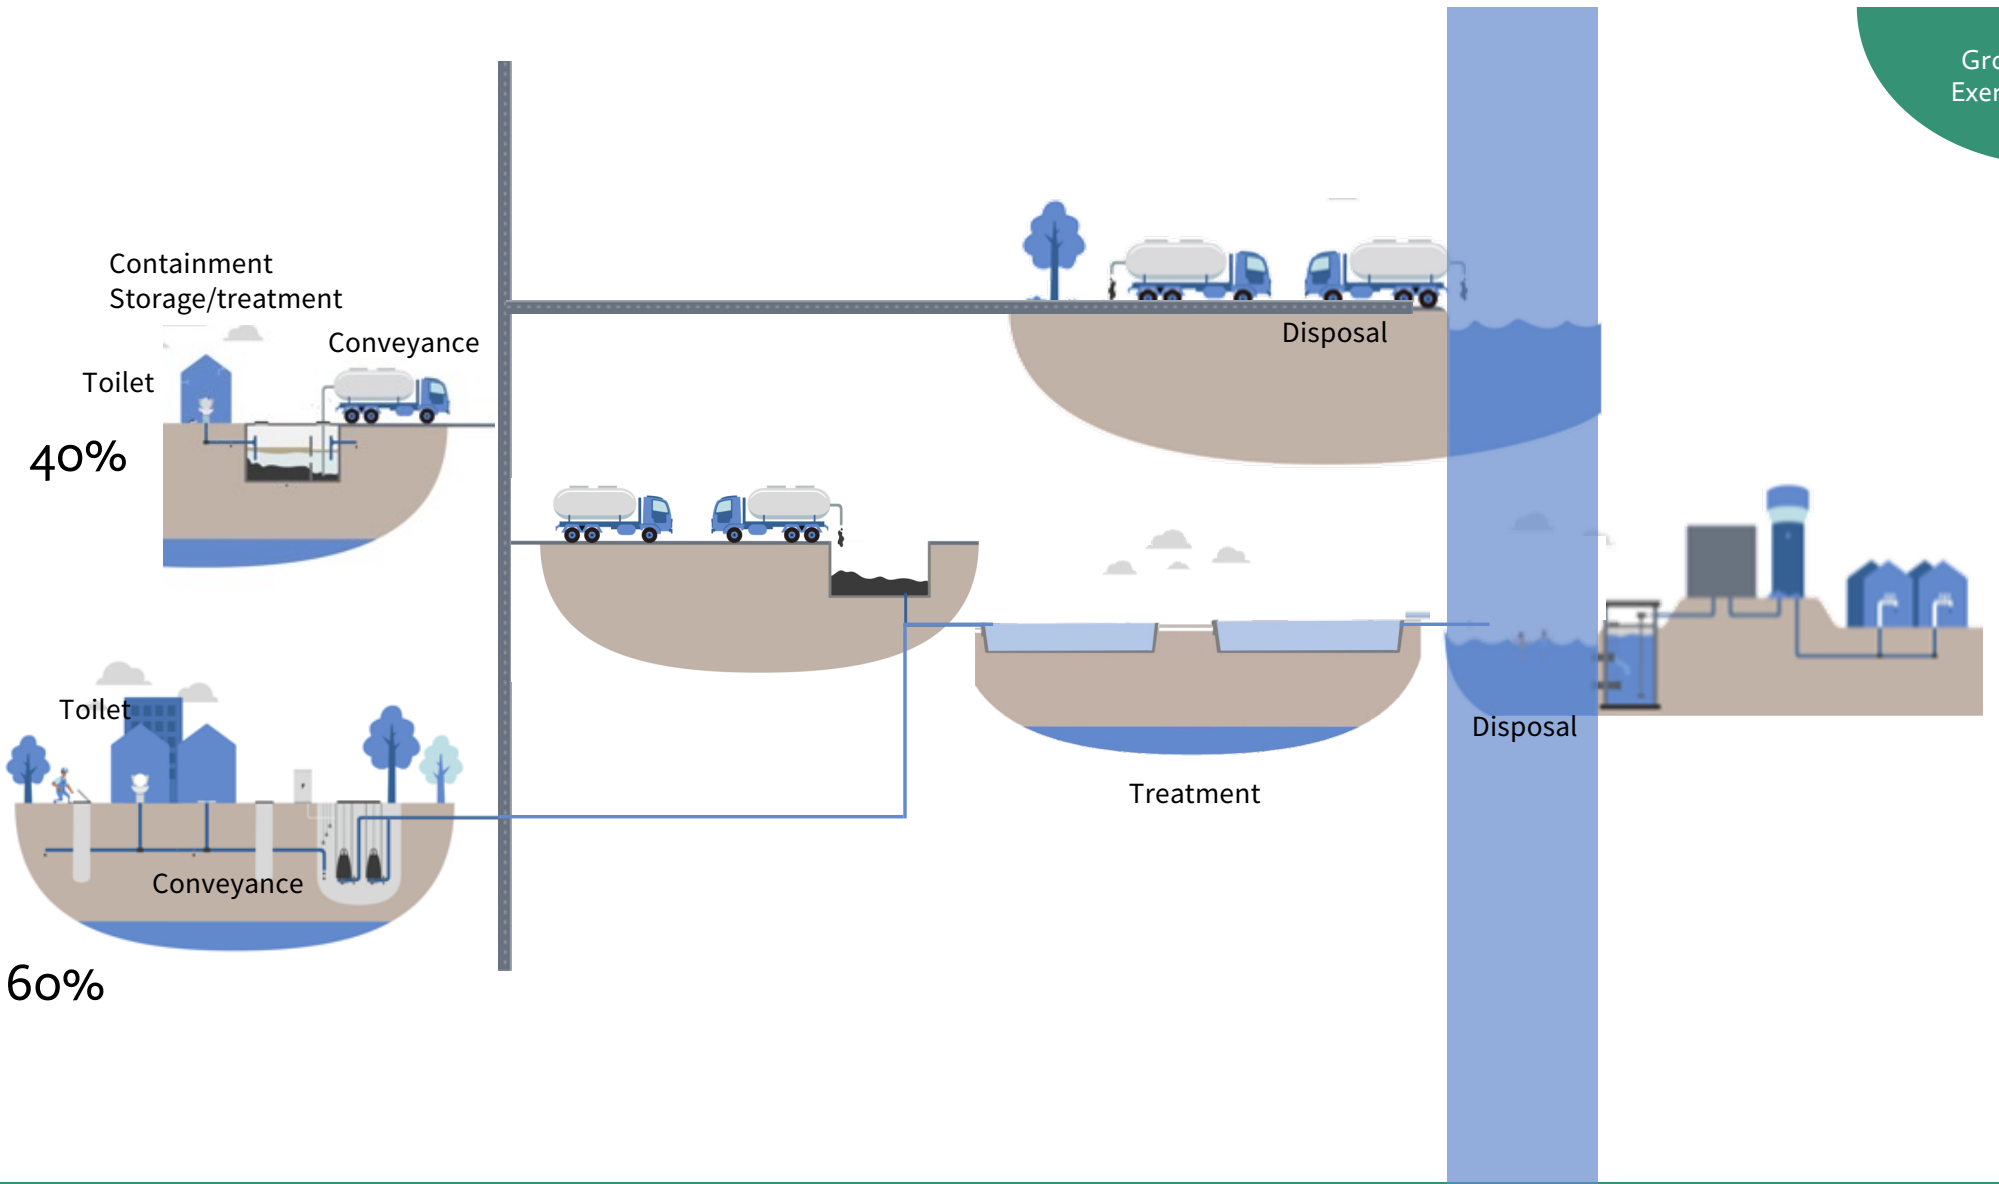 Containment
Storage/treatment
Conveyance
Toilet
40%
Disposal
Toilet
Conveyance
60%
Treatment
Disposal